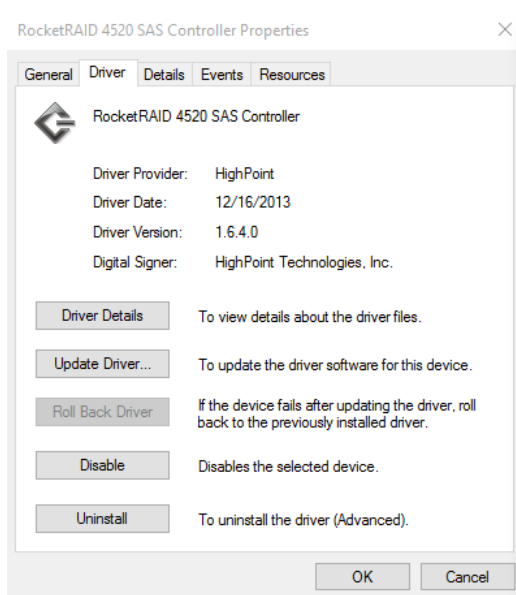 RocketRAID 4520 SAS Controller Properties
General Driver Details Events Resources
RocketRAID 4520 SAS Controller
Driver Provider: HighPoint
Driver Date: 12/16/2013
Driver Version: 1.6.4.0
Digital Signer: HighPoint Technologies, Inc.
Driver Details To view details about the driver files.
Update Driver... To update the driver software for this device.
Roll Back Driver If the device fails after updating the driver, roll
back to the previously installed driver.
Disable Disables the selected device.
Uninstall To uninstall the driver (Advanced).
OK Cancel